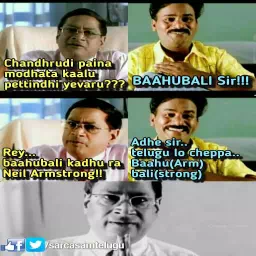 Chandhrudi paina
modhata kaalu
pettindhi yevaru???
BAAHUBALI Sir!!!
Rey...
baahubali kadhu ra
Neil Armstrong!!
Adhe sir..
telugu lo cheppa..
Baahu(Arm)
bali(strong)
f
/sarcasamtelugu